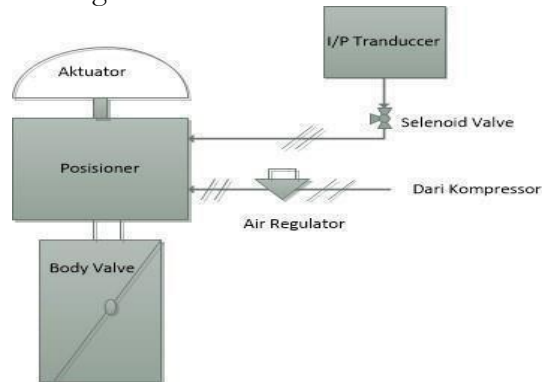 I/P Tranduccer
Aktuator
Selenoid Valve
Posisioner
Dari Kompressor
Air Regulator
Body Valve